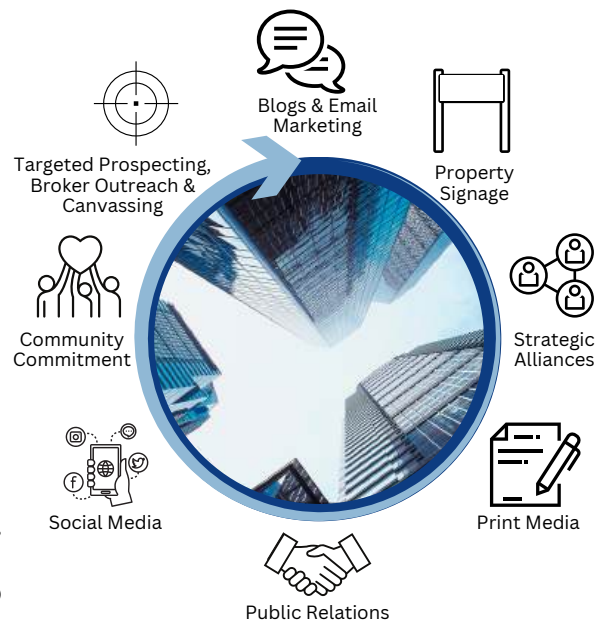 Blogs & Email
Marketing
Property
Signage
Strategic
Alliances
Print Media
Public Relations
Social Media
Community
Commitment
Targeted Prospecting,
Broker Outreach &
Canvassing